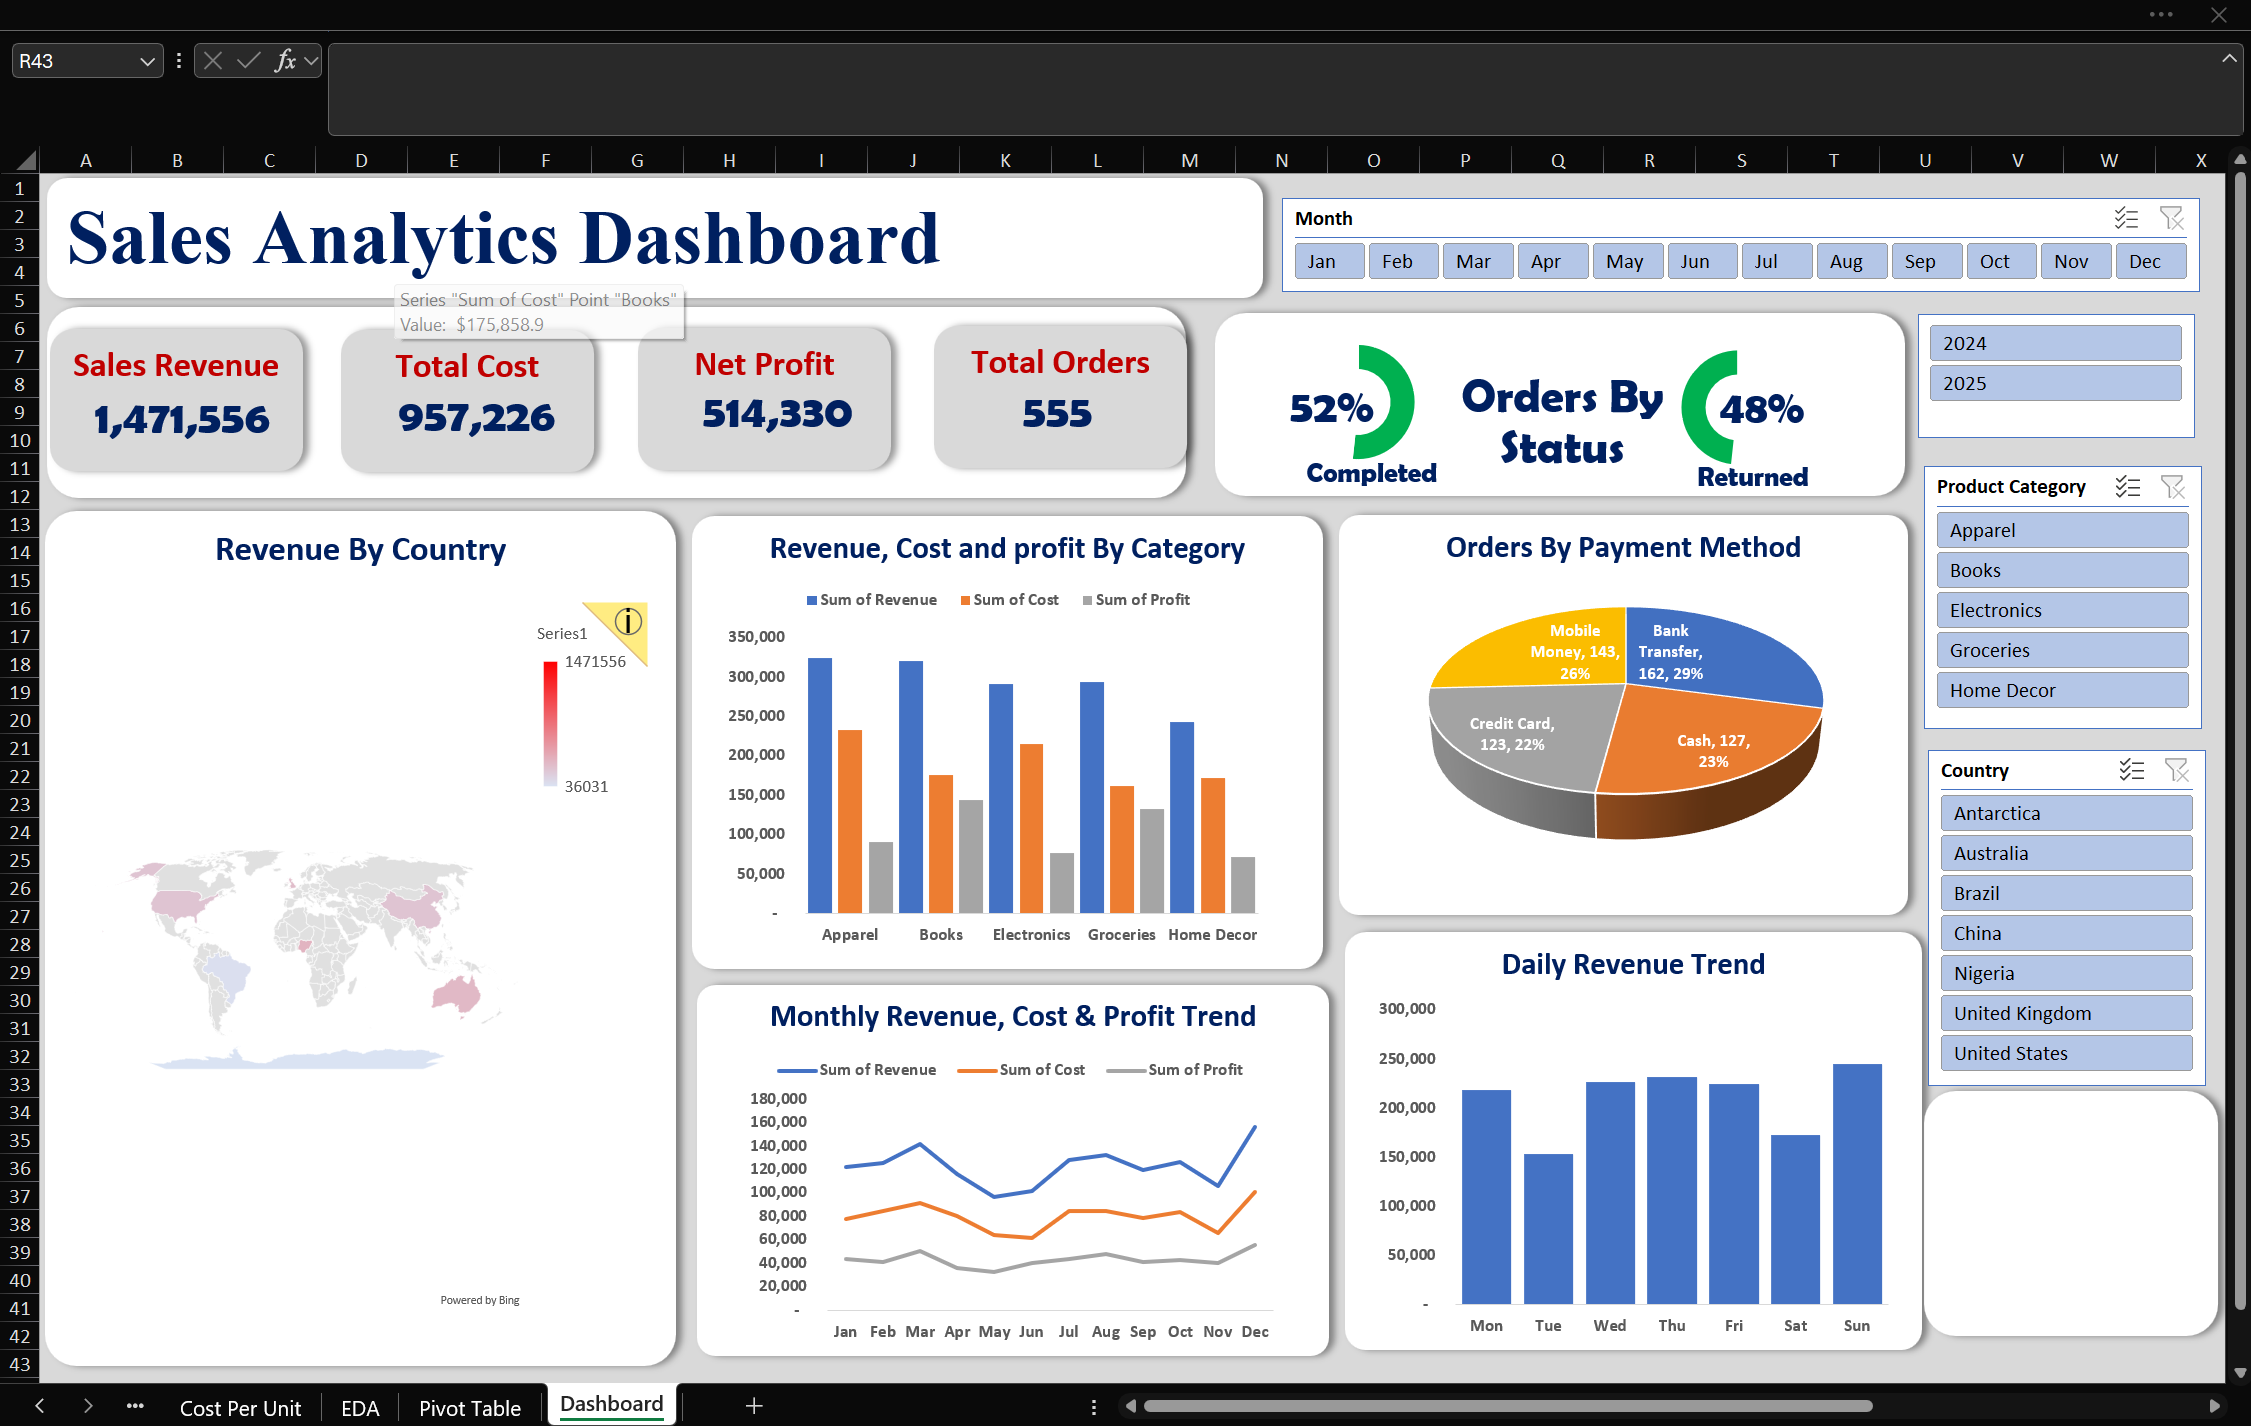 R43
fx
A B C D E F G H I J K L M N O P Q R S T U V W X
1
2
3
4
5
6
7
8
9
10
11
12
13
14
15
16
17
18
19
20
21
22
23
24
25
26
27
28
29
30
31
32
33
34
35
36
37
38
39
40
41
42
43
Sales Analytics Dashboard
Series "Sum of Cost" Point "Books"
Value: $175,858.9
Month
Jan Feb Mar Apr May Jun Jul Aug Sep Oct Nov Dec
Sales Revenue
1,471,556
Total Cost
957,226
Net Profit
514,330
Total Orders
555
52%
Completed
Orders By
Status
48%
Returned
2024
2025
Product Category
Apparel
Books
Electronics
Groceries
Home Decor
Country
Antarctica
Australia
Brazil
China
Nigeria
United Kingdom
United States
Revenue By Country
Series1
1471556
36031
Powered by Bing
Revenue, Cost and profit By Category
Sum of Revenue Sum of Cost Sum of Profit
350,000
300,000
250,000
200,000
150,000
100,000
50,000
-
Apparel Books Electronics Groceries Home Decor
Orders By Payment Method
Mobile
Money, 143,
26%
Bank
Transfer,
162, 29%
Credit Card,
123, 22%
Cash, 127,
23%
Monthly Revenue, Cost & Profit Trend
Sum of Revenue Sum of Cost Sum of Profit
180,000
160,000
140,000
120,000
100,000
80,000
60,000
40,000
20,000
-
Jan Feb Mar Apr May Jun Jul Aug Sep Oct Nov Dec
Daily Revenue Trend
300,000
250,000
200,000
150,000
100,000
50,000
-
Mon Tue Wed Thu Fri Sat Sun
Cost Per Unit EDA Pivot Table Dashboard